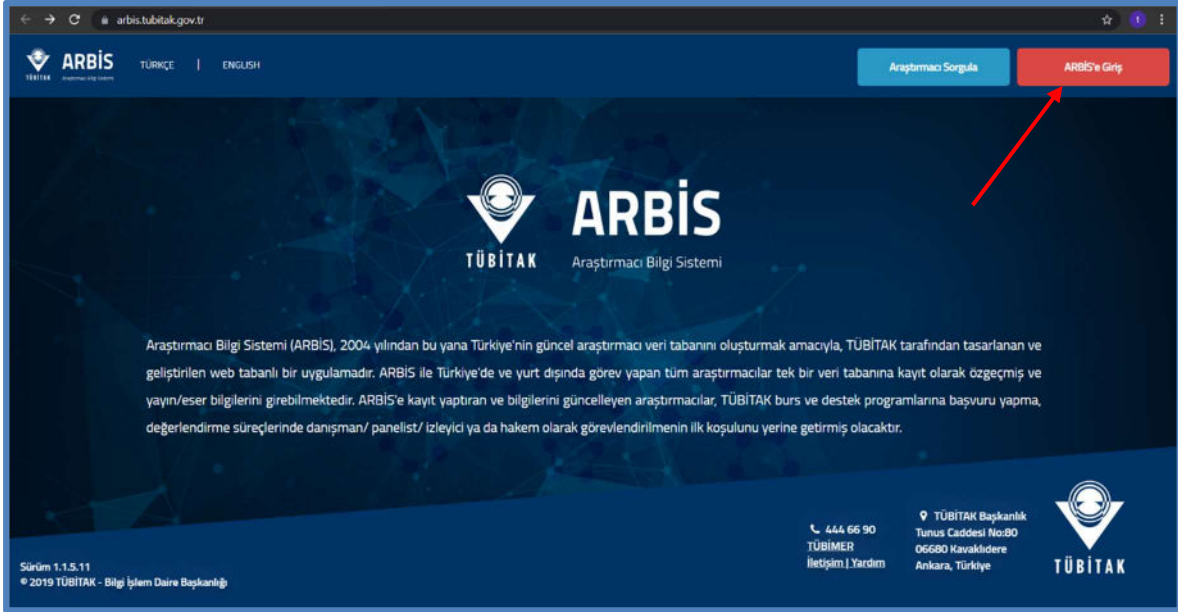 arbis.tubitak.gov.tr
t
TÜBİTAK
ARBİS
Araştırmacı Bilgi Sistemi
TÜRKÇE | ENGLISH
Araştırmacı Sorgula
ARBİS'e Giriş
TÜBİTAK
ARBİS
Araştırmacı Bilgi Sistemi
Araştırmacı Bilgi Sistemi (ARBİS), 2004 yılından bu yana Türkiye'nin güncel araştırmacı veri tabanını oluşturmak amacıyla, TÜBİTAK tarafından tasarlanan ve
geliştirilen web tabanlı bir uygulamadır. ARBİS ile Türkiye'de ve yurt dışında görev yapan tüm araştırmacılar tek bir veri tabanına kayıt olarak özgeçmiş ve
yayın/eser bilgilerini girebilmektedir. ARBİS'e kayıt yaptıran ve bilgilerini güncelleyen araştırmacılar, TÜBİTAK burs ve destek programlarına başvuru yapma,
değerlendirme süreçlerinde danışman/ panelist/ izleyici ya da hakem olarak görevlendirilmenin ilk koşulunu yerine getirmiş olacaktır.
444 66 90
TÜBİMER
İletişim | Yardım
TÜBİTAK Başkanlık
Tunus Caddesi No:80
06680 Kavaklıdere
Ankara, Türkiye
TÜBİTAK
Sürüm 1.1.5.11
© 2019 TÜBİTAK - Bilgi İşlem Daire Başkanlığı